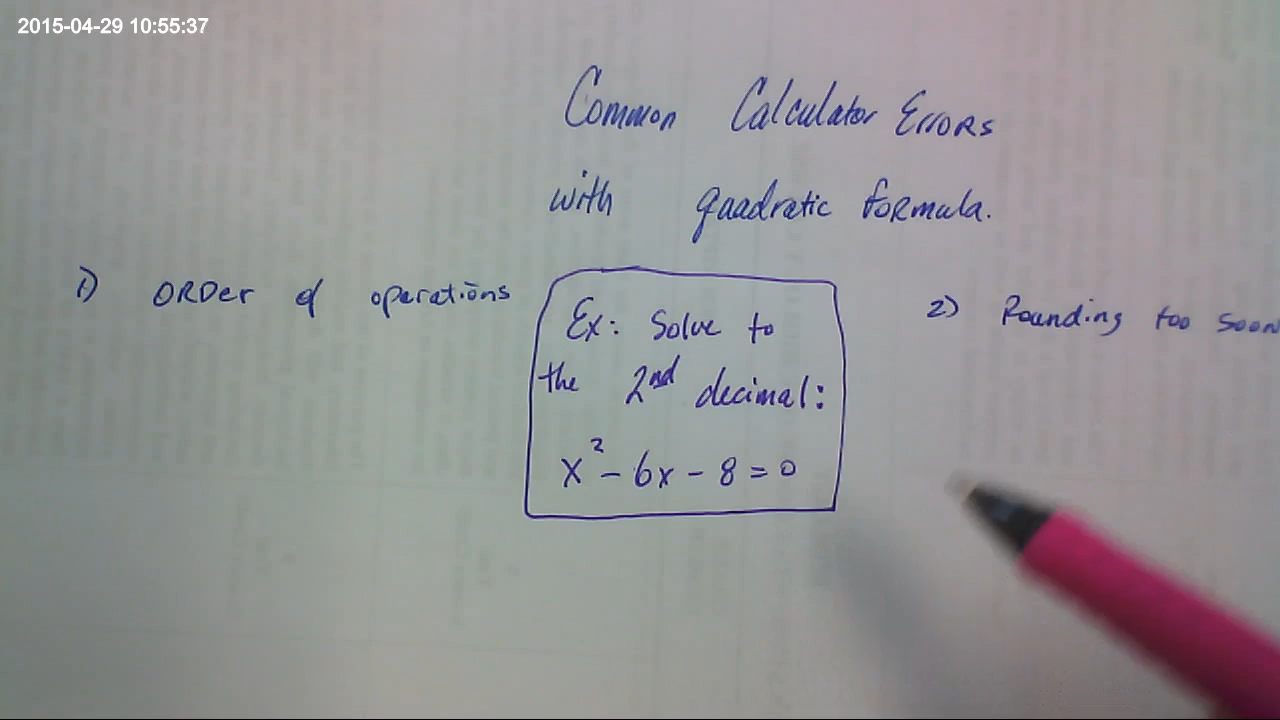 2015-04-29 10:55:37
Common Calculator Errors
with quadratic formula.
1) ORDer of operations
Ex: Solve to
the 2nd decimal:
x² - 6x - 8 = 0
2) Rounding too soon